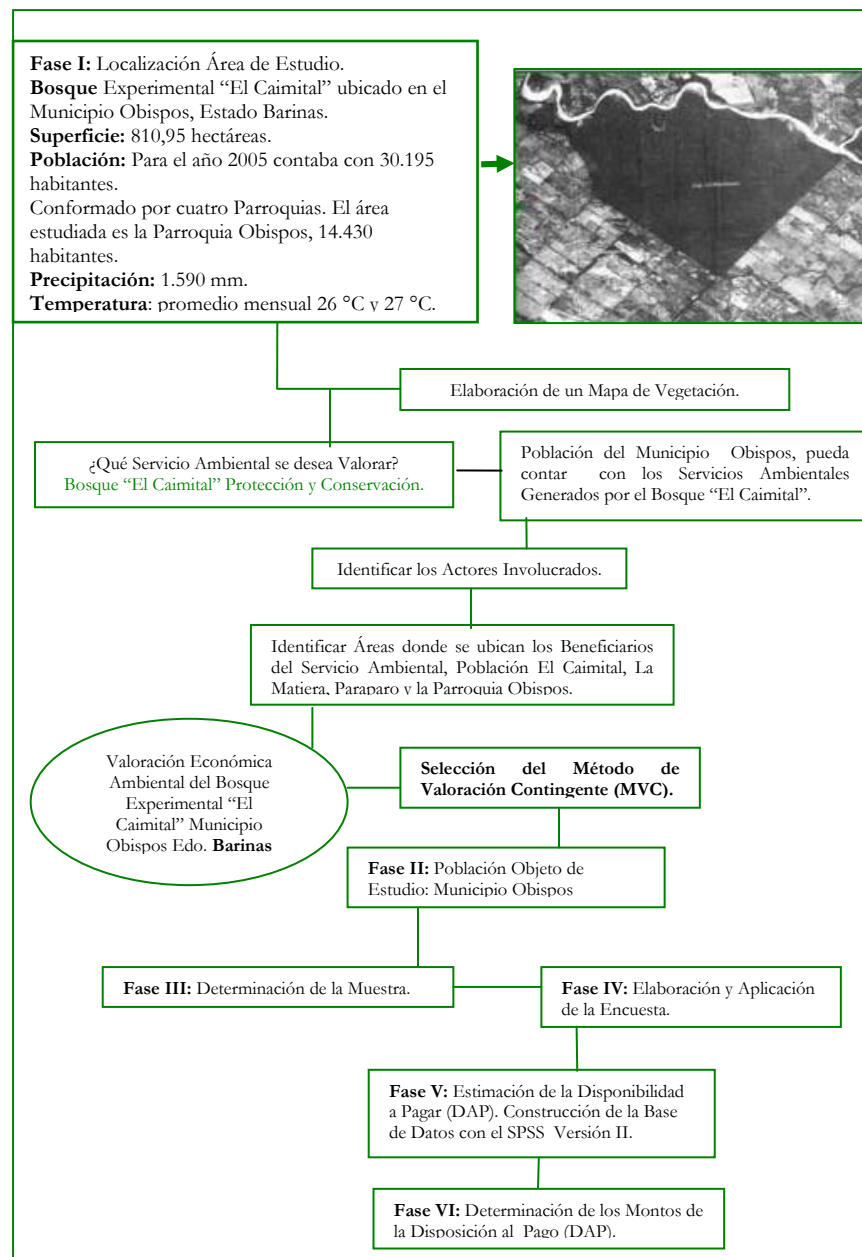 Fase I: Localización Área de Estudio.
Bosque Experimental “El Caimital” ubicado en el
Municipio Obispos, Estado Barinas.
Superficie: 810,95 hectáreas.
Población: Para el año 2005 contaba con 30.195
habitantes.
Conformado por cuatro Parroquias. El área
estudiada es la Parroquia Obispos, 14.430
habitantes.
Precipitación: 1.590 mm.
Temperatura: promedio mensual 26 °C y 27 °C.
Elaboración de un Mapa de Vegetación.
¿Qué Servicio Ambiental se desea Valorar?
Bosque “El Caimital” Protección y Conservación.
Población del Municipio Obispos, pueda
contar con los Servicios Ambientales
Generados por el Bosque “El Caimital”.
Identificar los Actores Involucrados.
Identificar Áreas donde se ubican los Beneficiarios
del Servicio Ambiental, Población El Caimital, La
Matiera, Paraparo y la Parroquia Obispos.
Valoración Económica
Ambiental del Bosque
Experimental “El
Caimital” Municipio
Obispos Edo. Barinas
Selección del Método de
Valoración Contingente (MVC).
Fase II: Población Objeto de
Estudio: Municipio Obispos
Fase III: Determinación de la Muestra.
Fase IV: Elaboración y Aplicación
de la Encuesta.
Fase V: Estimación de la Disponibilidad
a Pagar (DAP). Construcción de la Base
de Datos con el SPSS Versión II.
Fase VI: Determinación de los Montos de
la Disposición al Pago (DAP).